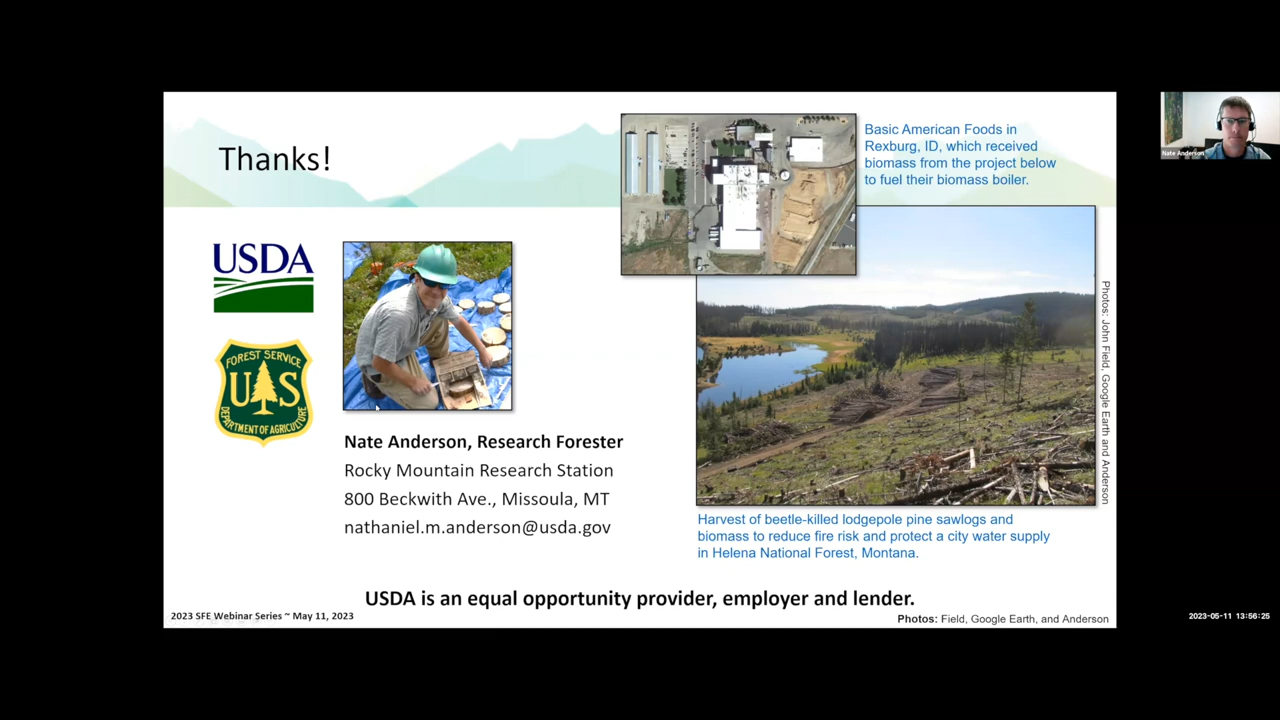 Thanks!
Basic American Foods in
Rexburg, ID, which received
biomass from the project below
to fuel their biomass boiler.
Nate Anderson
USDA
FOREST SERVICE
U S
DEPARTMENT OF AGRICULTURE
Photos: John Field, Google Earth and Anderson
Nate Anderson, Research Forester
Rocky Mountain Research Station
800 Beckwith Ave., Missoula, MT
nathaniel.m.anderson@usda.gov
Harvest of beetle-killed lodgepole pine sawlogs and
biomass to reduce fire risk and protect a city water supply
in Helena National Forest, Montana.
USDA is an equal opportunity provider, employer and lender.
2023 SFE Webinar Series ~ May 11, 2023
Photos: Field, Google Earth, and Anderson
2023-05-11 13:56:25